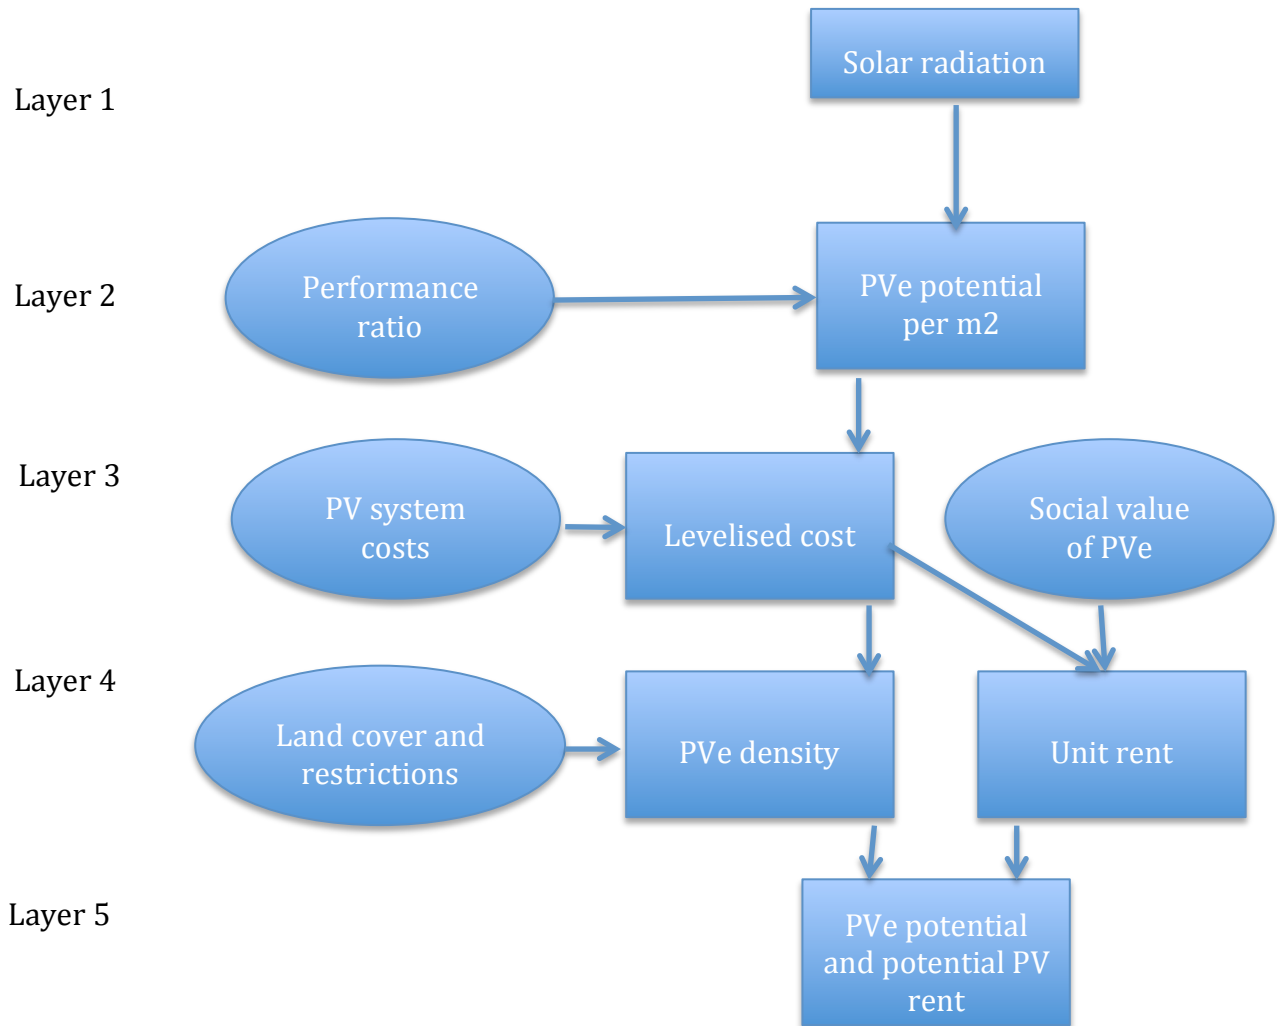 Solar radiation
Layer 1
Layer 2
Performance
ratio
PVe potential
per m2
Layer 3
PV system
costs
Levelised cost
Social value
of PVe
Layer 4
Land cover and
restrictions
PVe density
Unit rent
Layer 5
PVe potential
and potential PV
rent